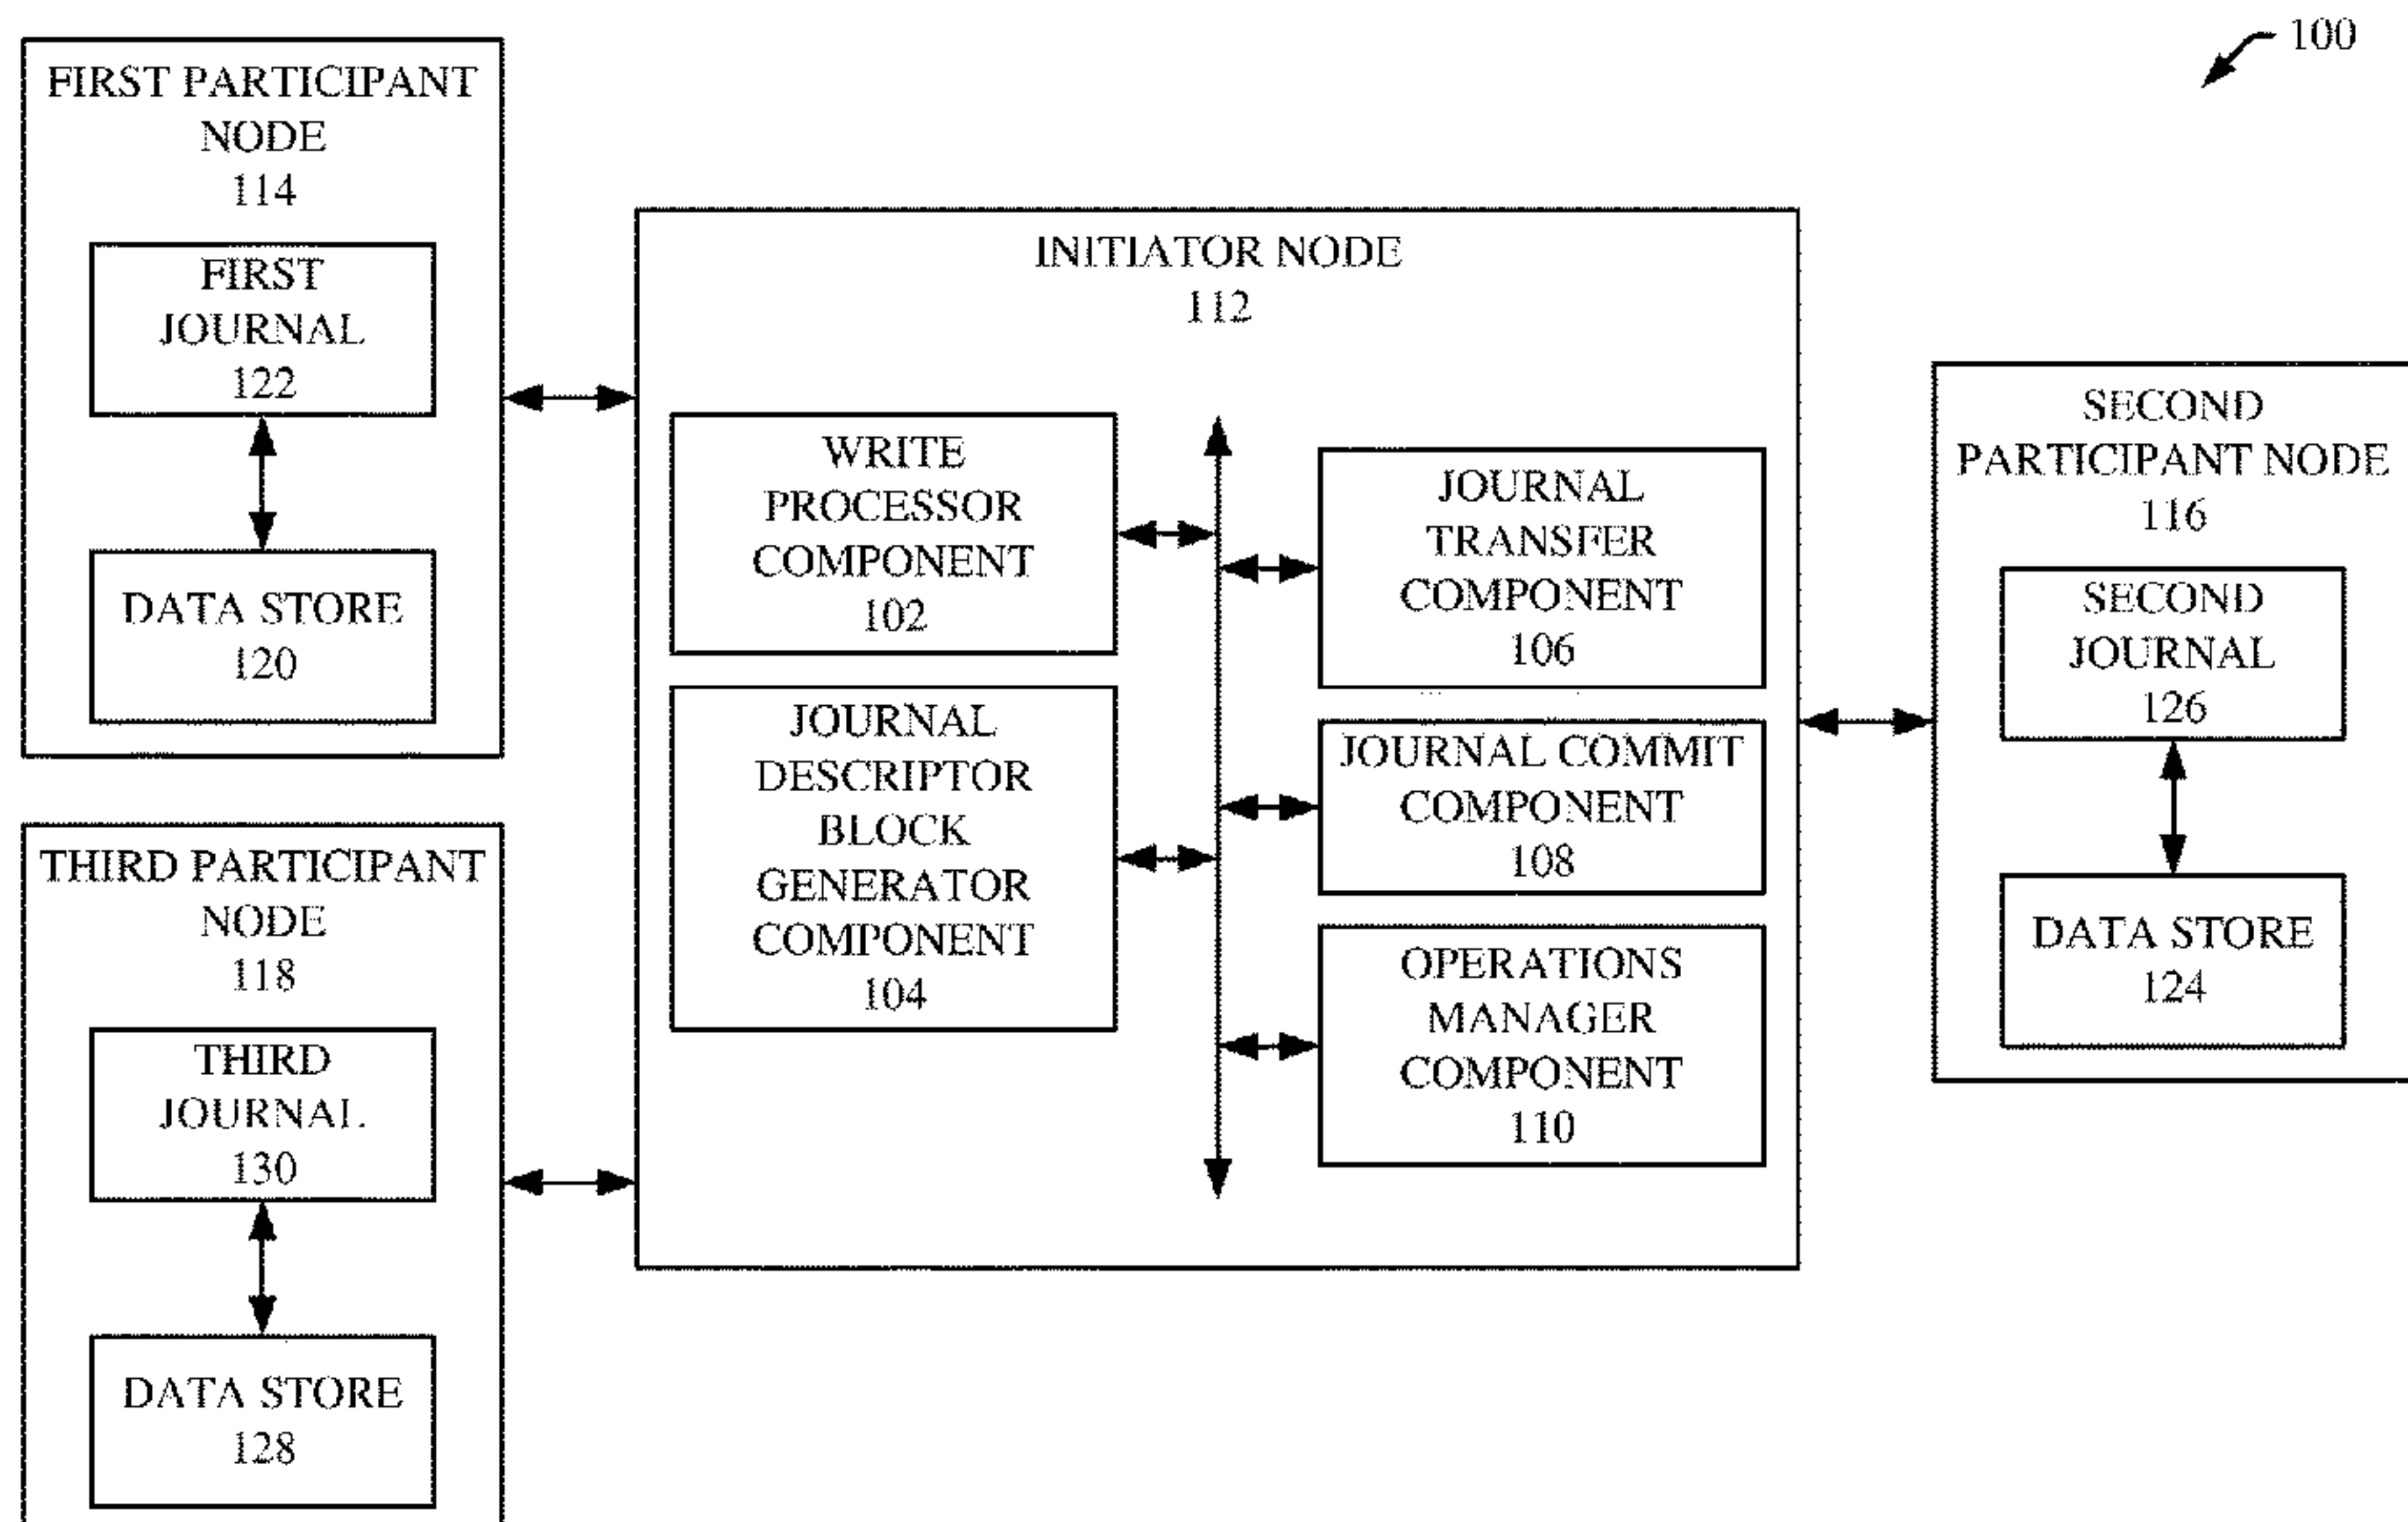 100
FIRST PARTICIPANT
NODE
114
FIRST
JOURNAL
122
DATA STORE
120
THIRD PARTICIPANT
NODE
118
THIRD
JOURNAL
130
DATA STORE
128
INITIATOR NODE
112
WRITE
PROCESSOR
COMPONENT
102
JOURNAL
DESCRIPTOR
BLOCK
GENERATOR
COMPONENT
104
JOURNAL
TRANSFER
COMPONENT
106
JOURNAL COMMIT
COMPONENT
108
OPERATIONS
MANAGER
COMPONENT
110
SECOND
PARTICIPANT NODE
116
SECOND
JOURNAL
126
DATA STORE
124